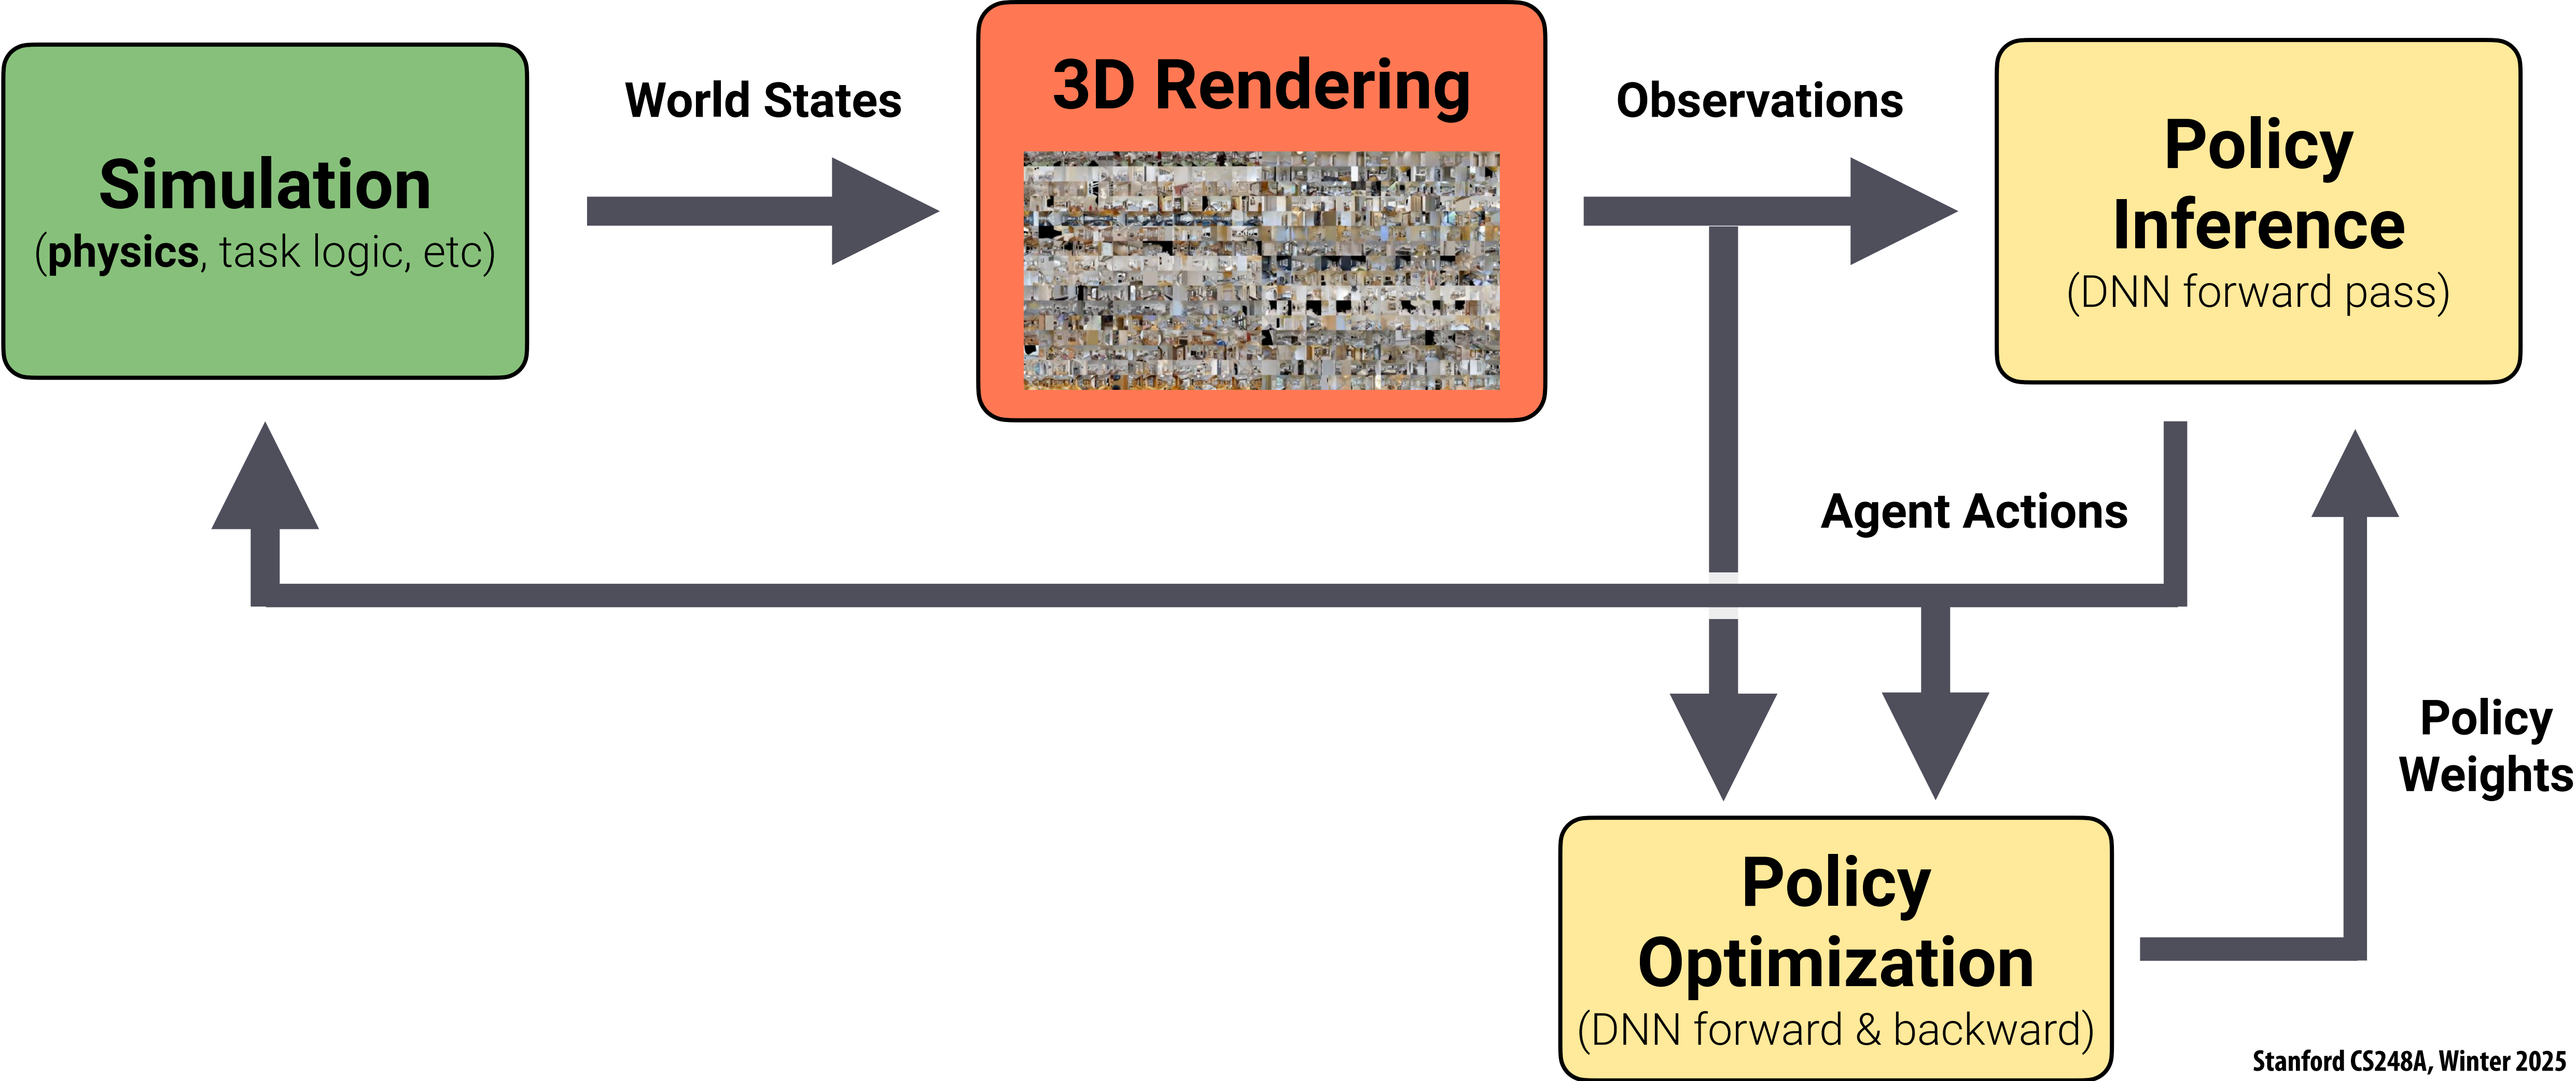 Simulation
(physics, task logic, etc)
World States
3D Rendering
Observations
Policy
Inference
(DNN forward pass)
Agent Actions
Policy
Weights
Policy
Optimization
(DNN forward & backward)
Stanford CS248A, Winter 2025